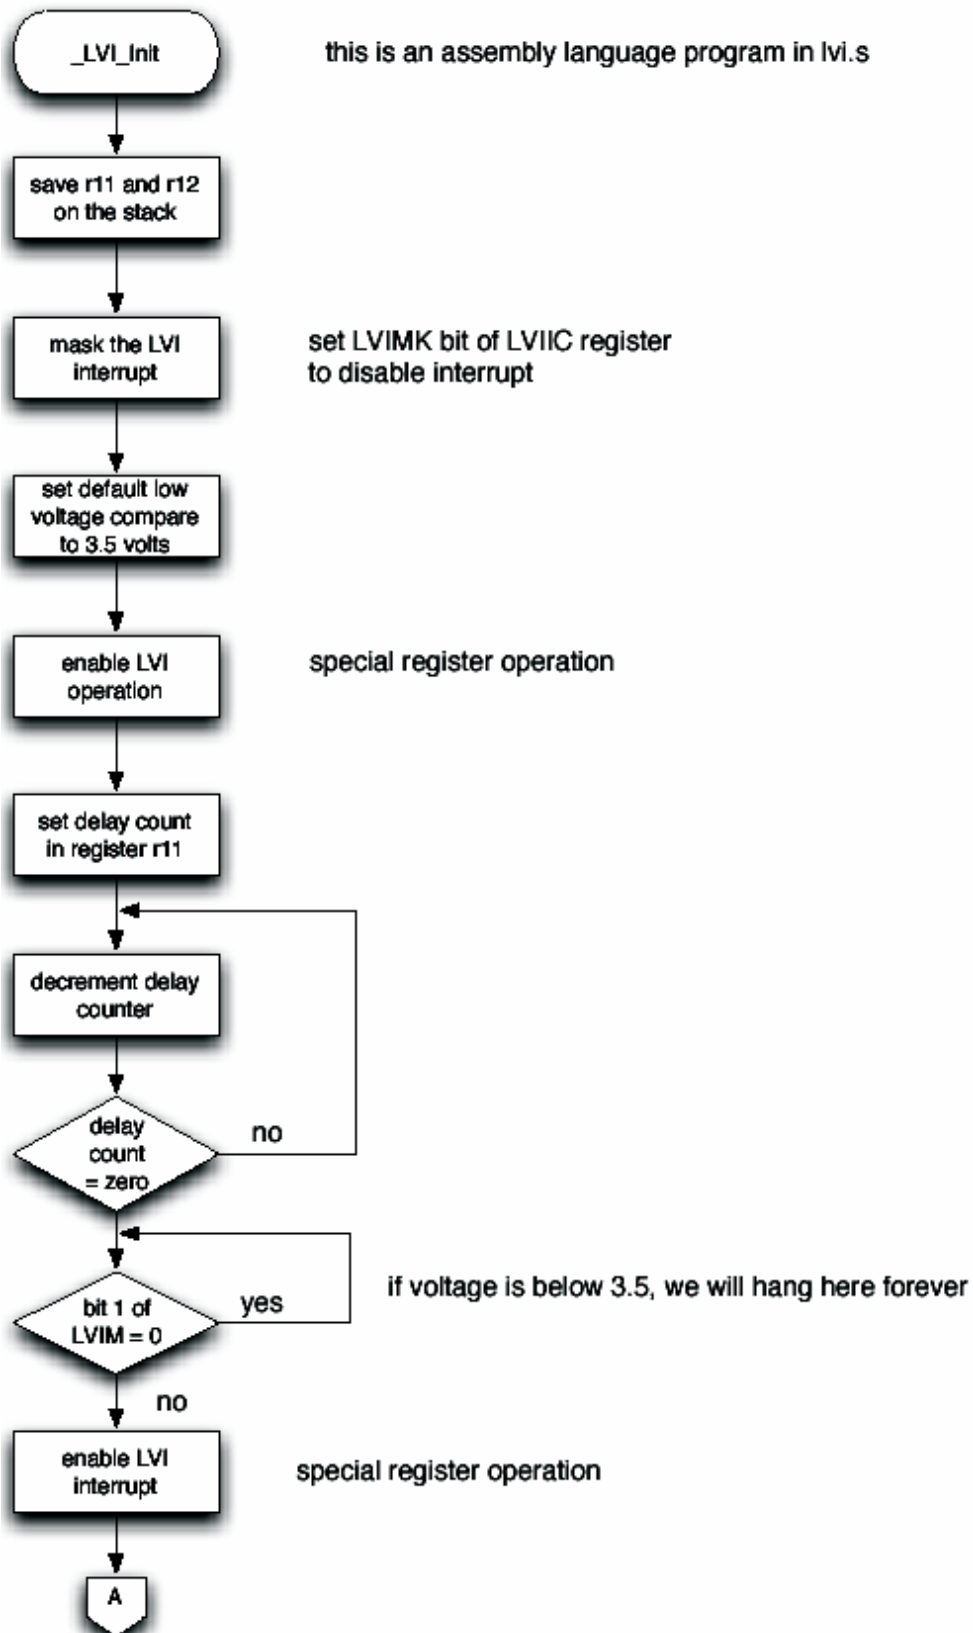 _LVI_Init
this is an assembly language program in lvi.s
save r11 and r12
on the stack
mask the LVI
interrupt
set LVIMK bit of LVIIC register
to disable interrupt
set default low
voltage compare
to 3.5 volts
enable LVI
operation
special register operation
set delay count
in register r11
decrement delay
counter
delay
count
= zero
no
bit 1 of
LVIM = 0
yes
if voltage is below 3.5, we will hang here forever
no
enable LVI
interrupt
special register operation
A